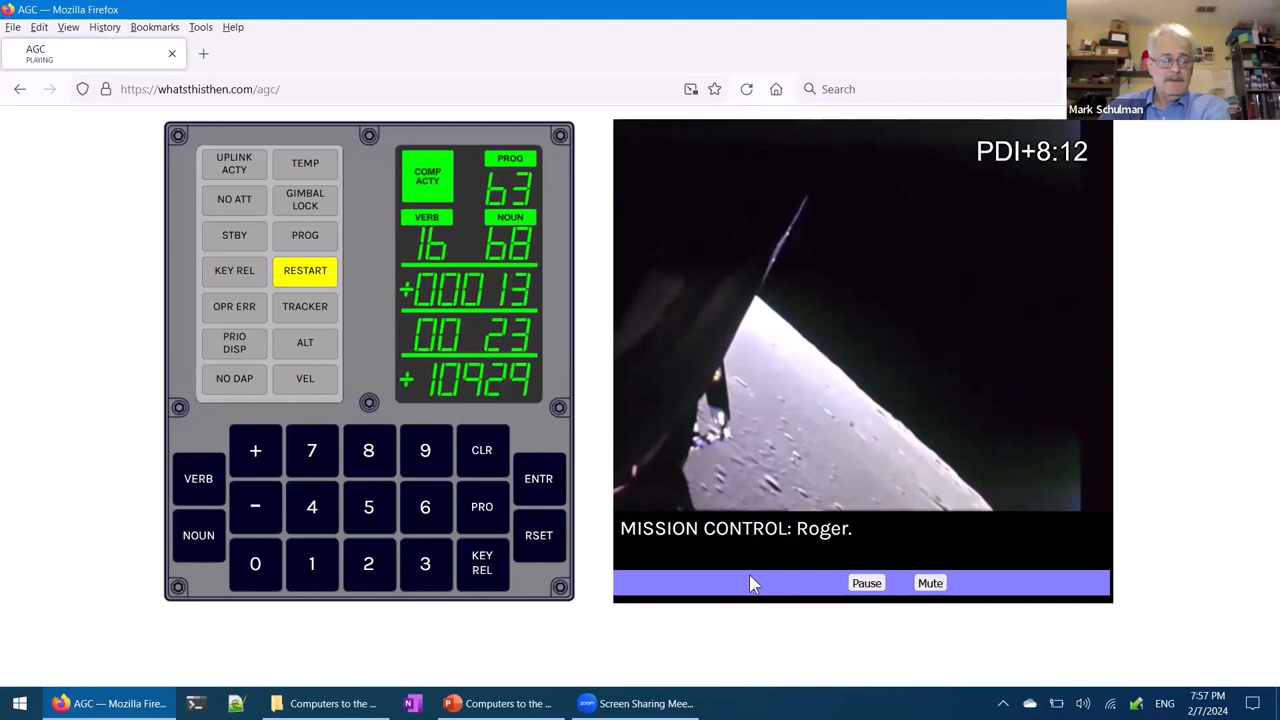 AGC — Mozilla Firefox
File Edit View History Bookmarks Tools Help
AGC
PLAYING
https://whatsthisthen.com/agc/
Search
Mark Schulman
UPLINK
ACTY
TEMP
NO ATT
GIMBAL
LOCK
STBY
PROG
KEY REL
RESTART
OPR ERR
TRACKER
PRIO
DISP
ALT
NO DAP
VEL
COMP
ACTY
PROG
63
VERB
NOUN
16
68
+00013
00 23
+10929
VERB
NOUN
+
7
8
9
CLR
-
4
5
6
PRO
0
1
2
3
KEY
REL
ENTR
RSET
PDI+8:12
MISSION CONTROL: Roger.
Pause
Mute
AGC — Mozilla Fire...
Computers to the ...
Computers to the ...
zoom
Screen Sharing Mee...
ENG
7:57 PM
2/7/2024